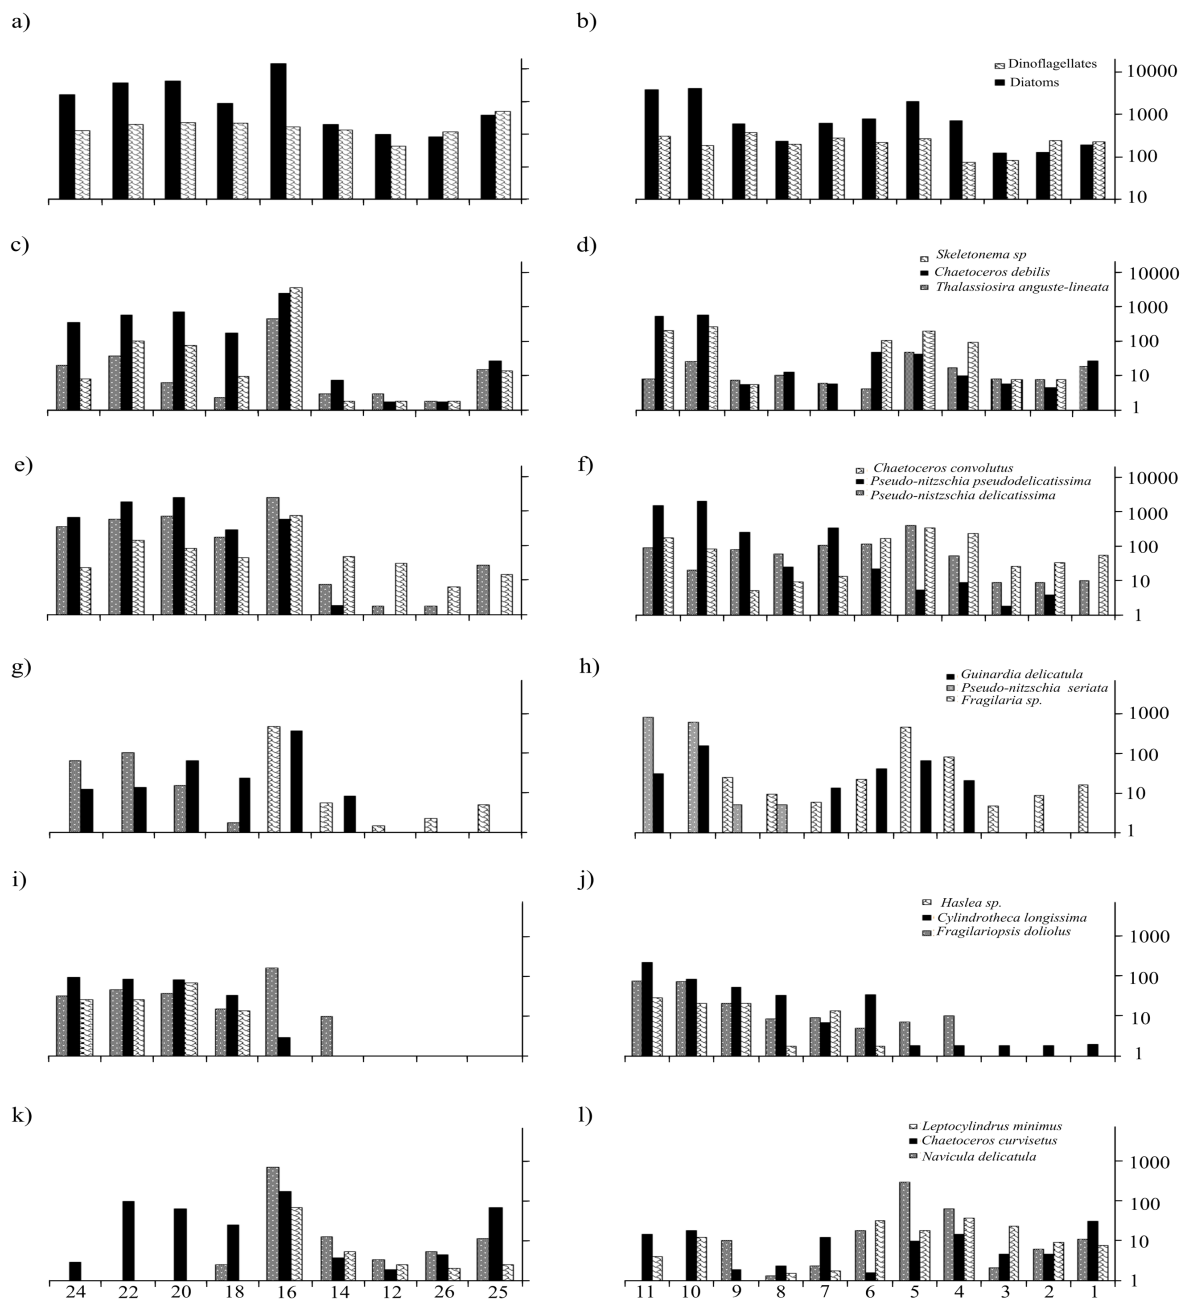 a)
b)
Dinoflagellates
Diatoms
10000
1000
100
10
c)
d)
Skeletonema sp
Chaetoceros debilis
Thalassiosira anguste-lineata
10000
1000
100
10
1
e)
f)
Chaetoceros convolutus
Pseudo-nitzschia pseudodelicatissima
Pseudo-nistzschia delicatissima
10000
1000
100
10
1
g)
h)
Guinardia delicatula
Pseudo-nitzschia seriata
Fragilaria sp.
1000
100
10
1
i)
j)
Haslea sp.
Cylindrotheca longissima
Fragilariopsis doliolus
1000
100
10
1
k)
l)
Leptocylindrus minimus
Chaetoceros curvisetus
Navicula delicatula
1000
100
10
1
24 22 20 18 16 14 12 26 25
11 10 9 8 7 6 5 4 3 2 1